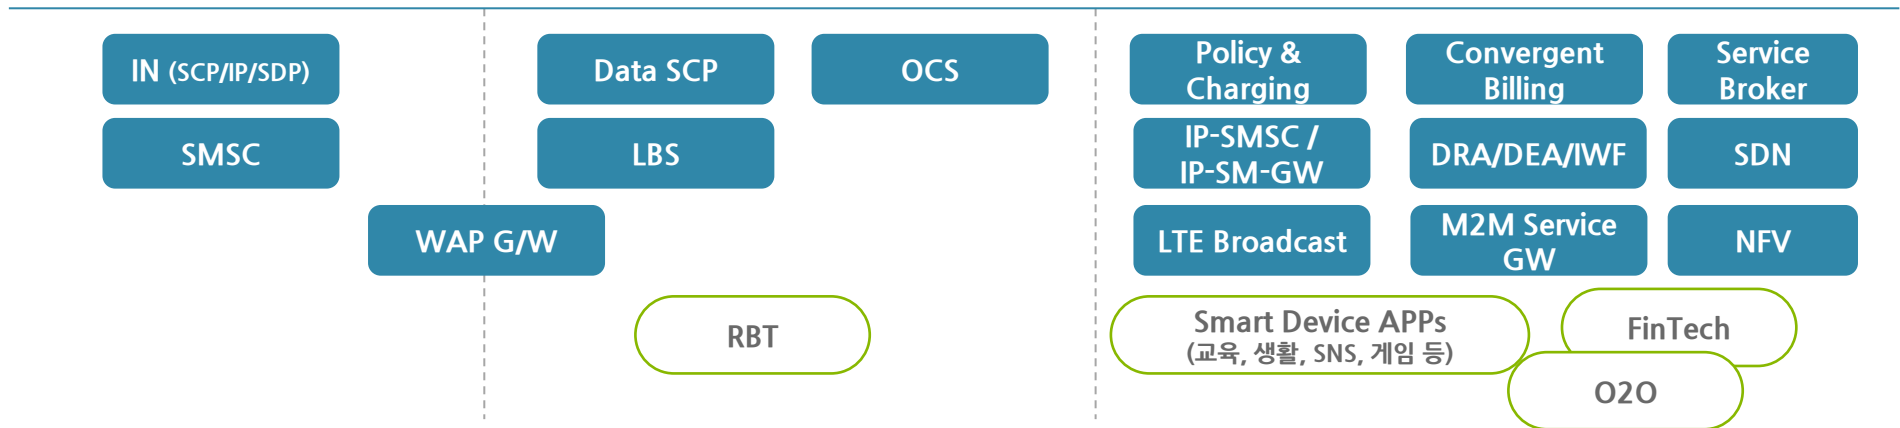 IN (SCP/IP/SDP)
SMSC
WAP G/W
Data SCP
OCS
LBS
RBT
Policy &
Charging
Convergent
Billing
Service
Broker
IP-SMSC /
IP-SM-GW
DRA/DEA/IWF
SDN
LTE Broadcast
M2M Service
GW
NFV
Smart Device APPs
(교육, 생활, SNS, 게임 등)
FinTech
O2O